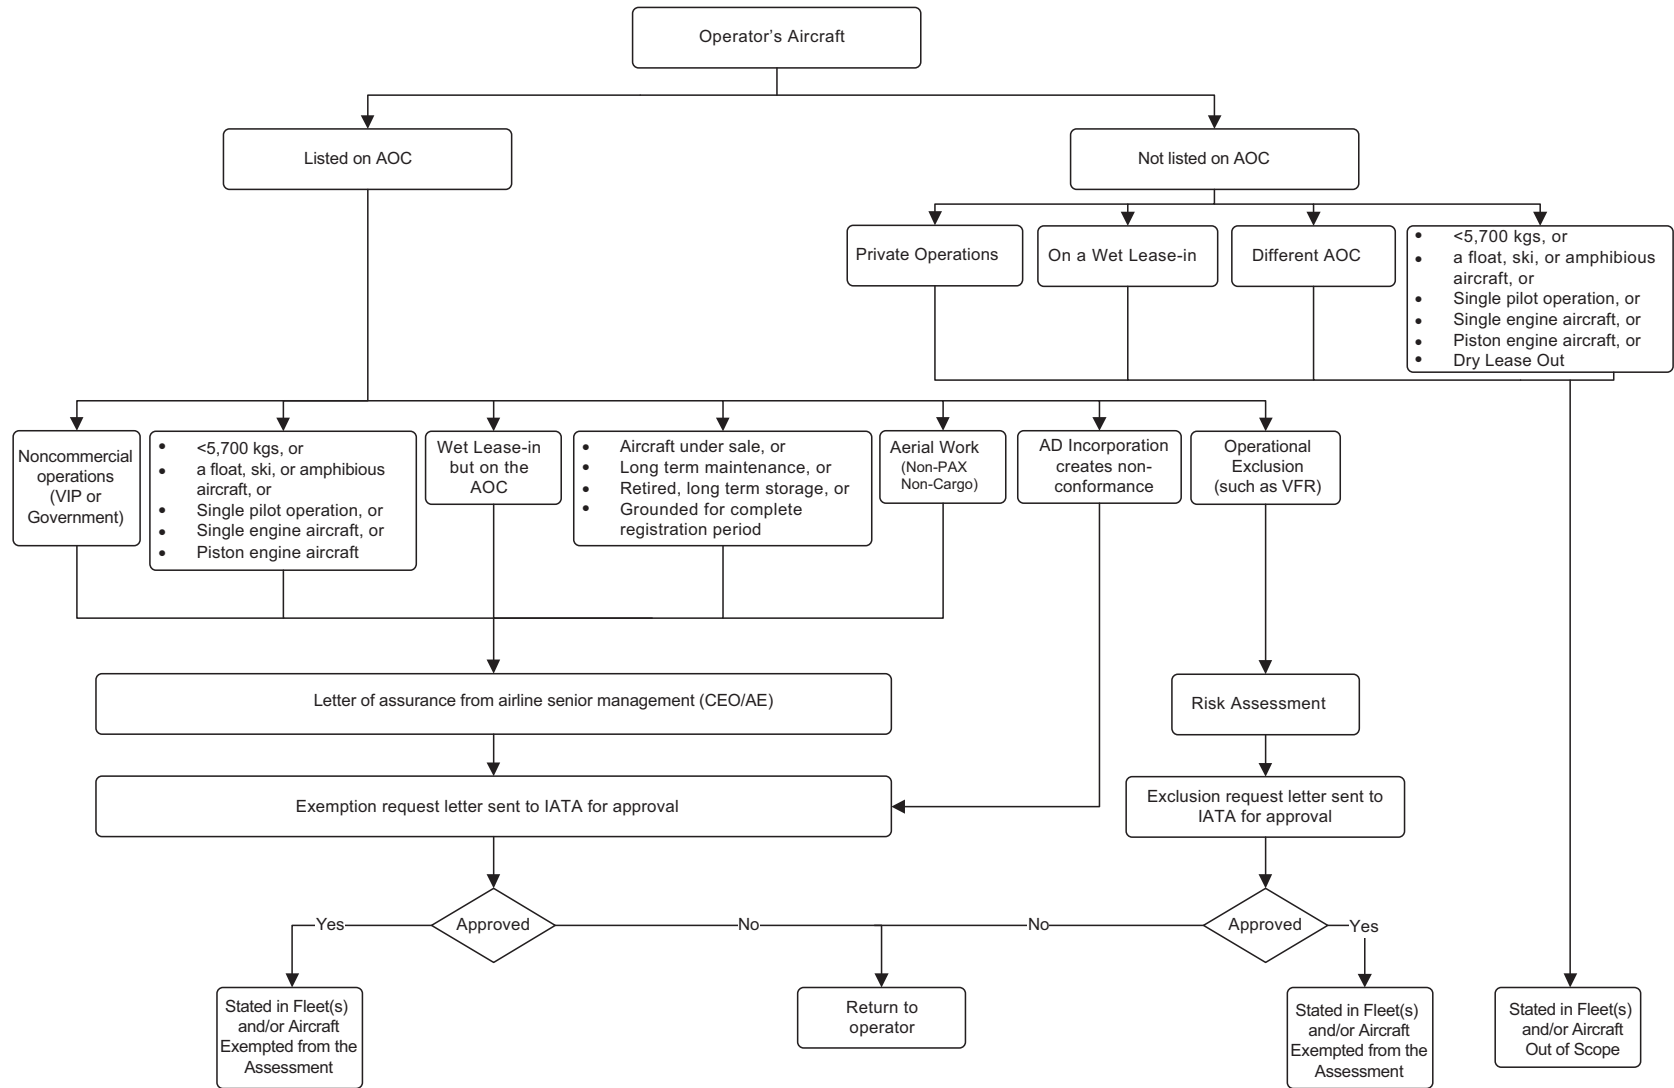 Operator's Aircraft
Listed on AOC
Not listed on AOC
Private Operations
On a Wet Lease-in
Different AOC
• <5,700 kgs, or
• a float, ski, or amphibious
aircraft, or
• Single pilot operation, or
• Single engine aircraft, or
• Piston engine aircraft, or
• Dry Lease Out
Noncommercial
operations
(VIP or
Government)
• <5,700 kgs, or
• a float, ski, or amphibious
aircraft, or
• Single pilot operation, or
• Single engine aircraft, or
• Piston engine aircraft
Wet Lease-in
but on the
AOC
• Aircraft under sale, or
• Long term maintenance, or
• Retired, long term storage, or
• Grounded for complete
registration period
Aerial Work
(Non-PAX
Non-Cargo)
AD Incorporation
creates non-
conformance
Operational
Exclusion
(such as VFR)
Letter of assurance from airline senior management (CEO/AE)
Risk Assessment
Exemption request letter sent to IATA for approval
Exclusion request letter sent to
IATA for approval
Yes
Approved
No
No
Approved
Yes
Stated in Fleet(s)
and/or Aircraft
Exempted from the
Assessment
Return to
operator
Stated in Fleet(s)
and/or Aircraft
Exempted from the
Assessment
Stated in Fleet(s)
and/or Aircraft
Out of Scope